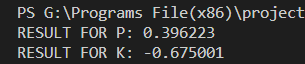 PS G:\Programs File(x86)\project
RESULT FOR P: 0.396223
RESULT FOR K: -0.675001